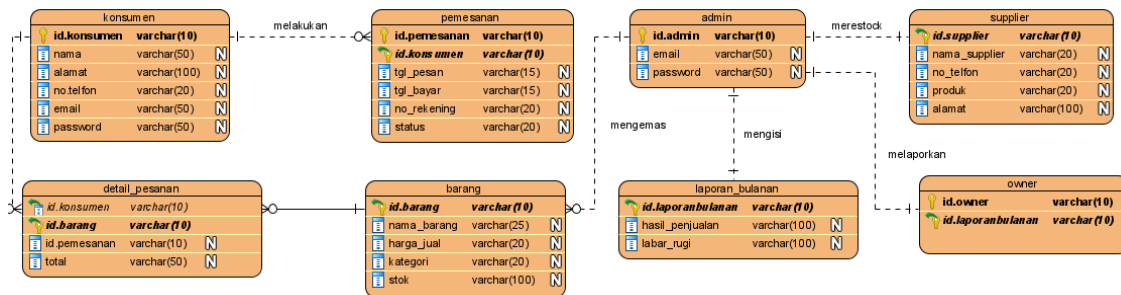 konsumen
id.konsumen varchar(10)
nama varchar(50) N
alamat varchar(100) N
no.telfon varchar(20) N
email varchar(50) N
password varchar(50) N
melakukan
pemesanan
id.pemesanan varchar(10)
id.konsumen varchar(10)
tgl_pesan varchar(15) N
tgl_bayar varchar(15) N
no_rekening varchar(20) N
status varchar(20) N
admin
id.admin varchar(10)
email varchar(50) N
password varchar(50) N
merestock
supplier
id.supplier varchar(10)
nama_supplier varchar(20) N
no_telfon varchar(20) N
produk varchar(20) N
alamat varchar(100) N
mengemas
mengisi
melaporkan
detail_pesanan
id.konsumen varchar(10)
id.barang varchar(10)
id.pemesanan varchar(10) N
total varchar(50) N
barang
id.barang varchar(10)
nama_barang varchar(25) N
harga_jual varchar(20) N
kategori varchar(20) N
stok varchar(100) N
laporan_bulanan
id.laporanbulanan varchar(10)
hasil_penjualan varchar(100) N
labar_rugi varchar(100) N
owner
id.owner varchar(10)
id.laporanbulanan varchar(10)